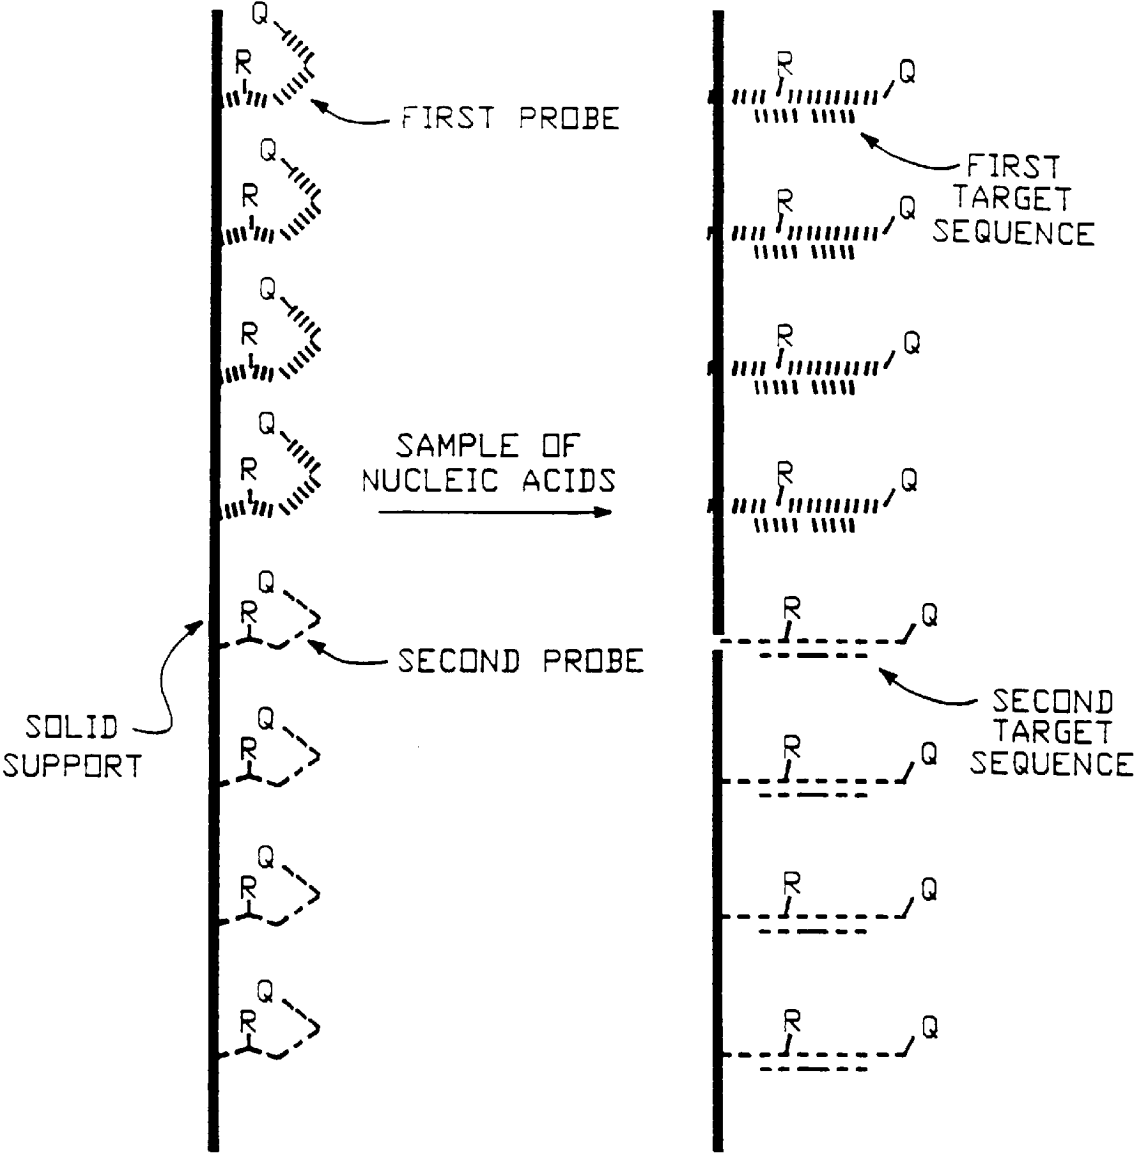 Q
R
FIRST PROBE
Q
R
Q
R
Q
R
SAMPLE OF
NUCLEIC ACIDS
Q
R
SECOND PROBE
SOLID
SUPPORT
Q
R
Q
R
Q
R
R
Q
FIRST
TARGET
SEQUENCE
R
Q
R
Q
R
Q
R
Q
SECOND
TARGET
SEQUENCE
R
Q
R
Q
R
Q